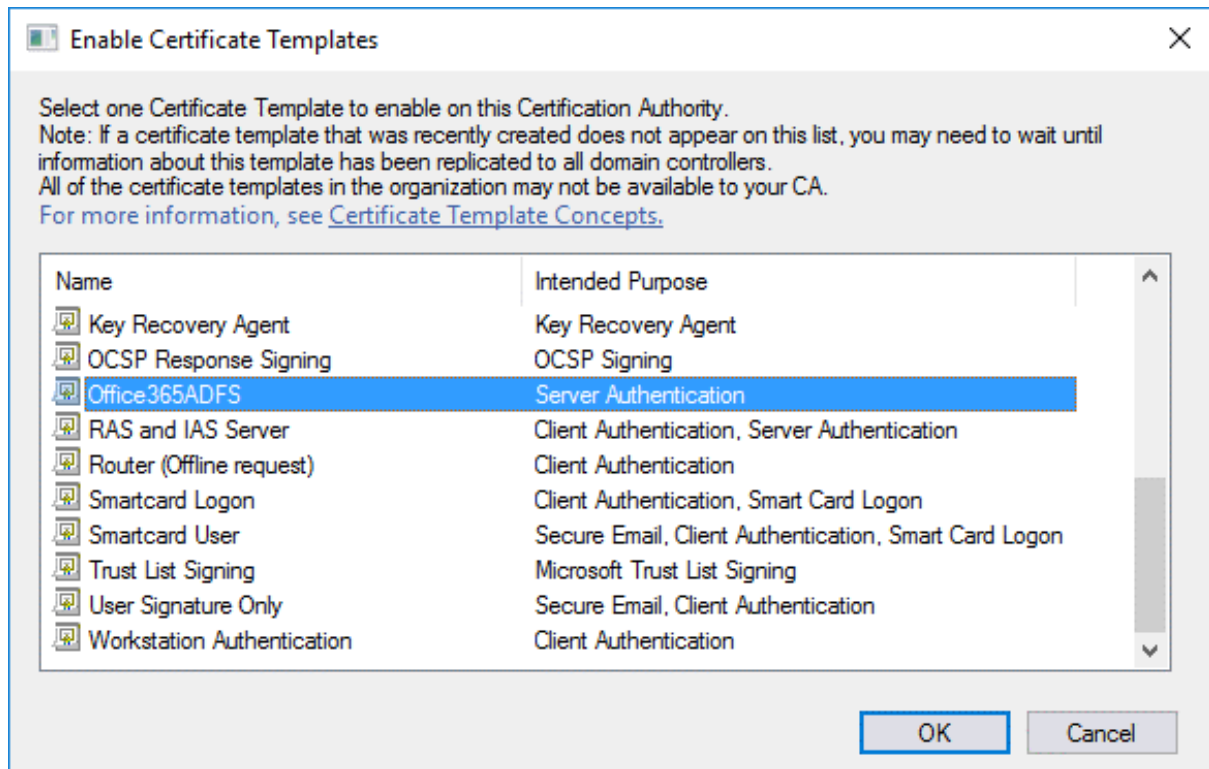 Enable Certificate Templates
Select one Certificate Template to enable on this Certification Authority.
Note: If a certificate template that was recently created does not appear on this list, you may need to wait until
information about this template has been replicated to all domain controllers.
All of the certificate templates in the organization may not be available to your CA.
For more information, see Certificate Template Concepts.
Name Intended Purpose
Key Recovery Agent Key Recovery Agent
OCSP Response Signing OCSP Signing
Office365ADFS Server Authentication
RAS and IAS Server Client Authentication, Server Authentication
Router (Offline request) Client Authentication
Smartcard Logon Client Authentication, Smart Card Logon
Smartcard User Secure Email, Client Authentication, Smart Card Logon
Trust List Signing Microsoft Trust List Signing
User Signature Only Secure Email, Client Authentication
Workstation Authentication Client Authentication
OK Cancel